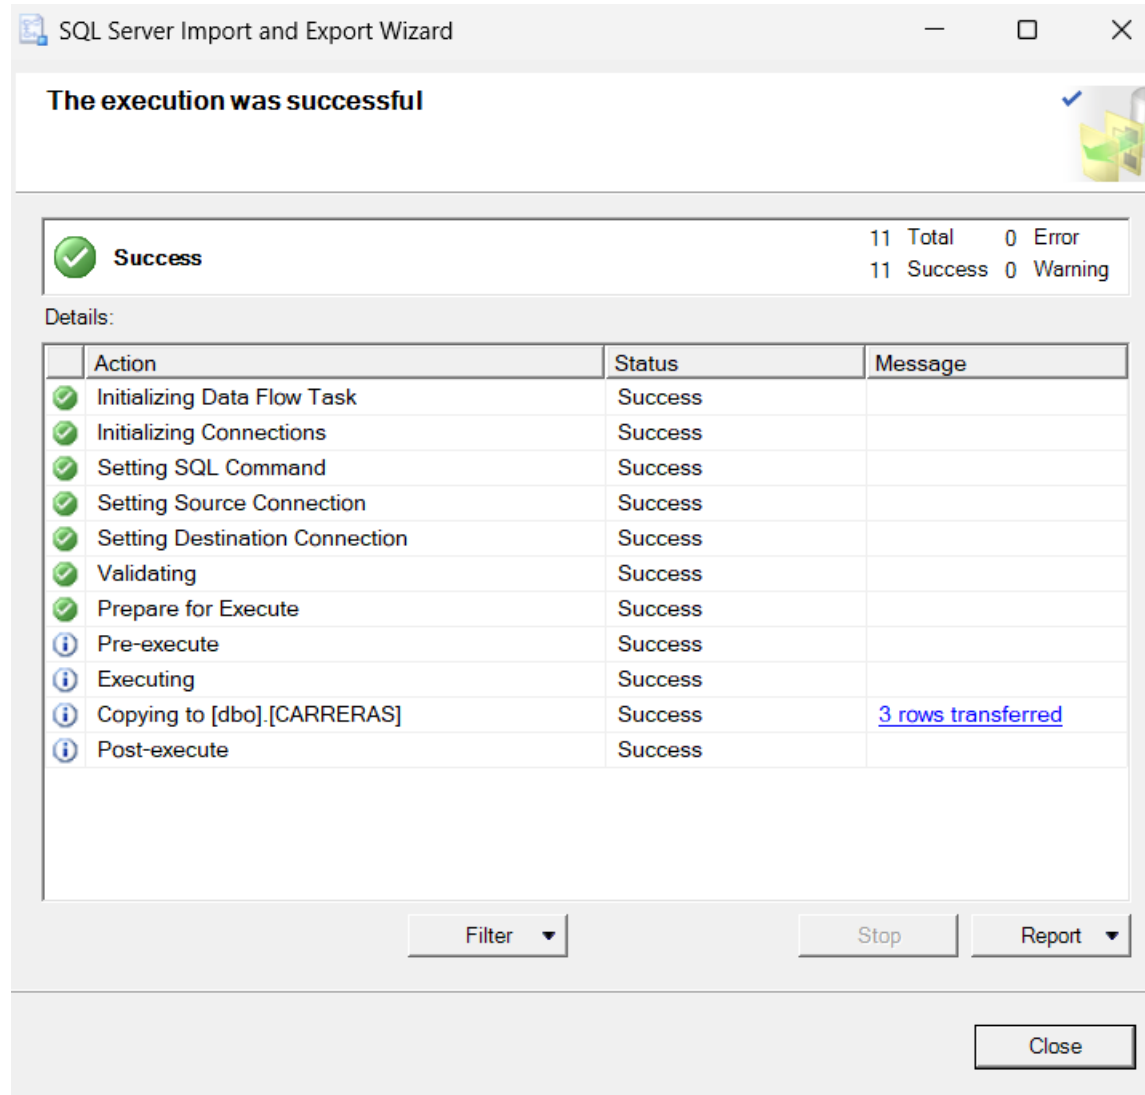 SQL Server Import and Export Wizard
The execution was successful
Success
11 Total 0 Error
11 Success 0 Warning
Details:
Action Status Message
Initializing Data Flow Task Success
Initializing Connections Success
Setting SQL Command Success
Setting Source Connection Success
Setting Destination Connection Success
Validating Success
Prepare for Execute Success
Pre-execute Success
Executing Success
Copying to [dbo].[CARRERAS] Success 3 rows transferred
Post-execute Success
Filter Stop Report
Close